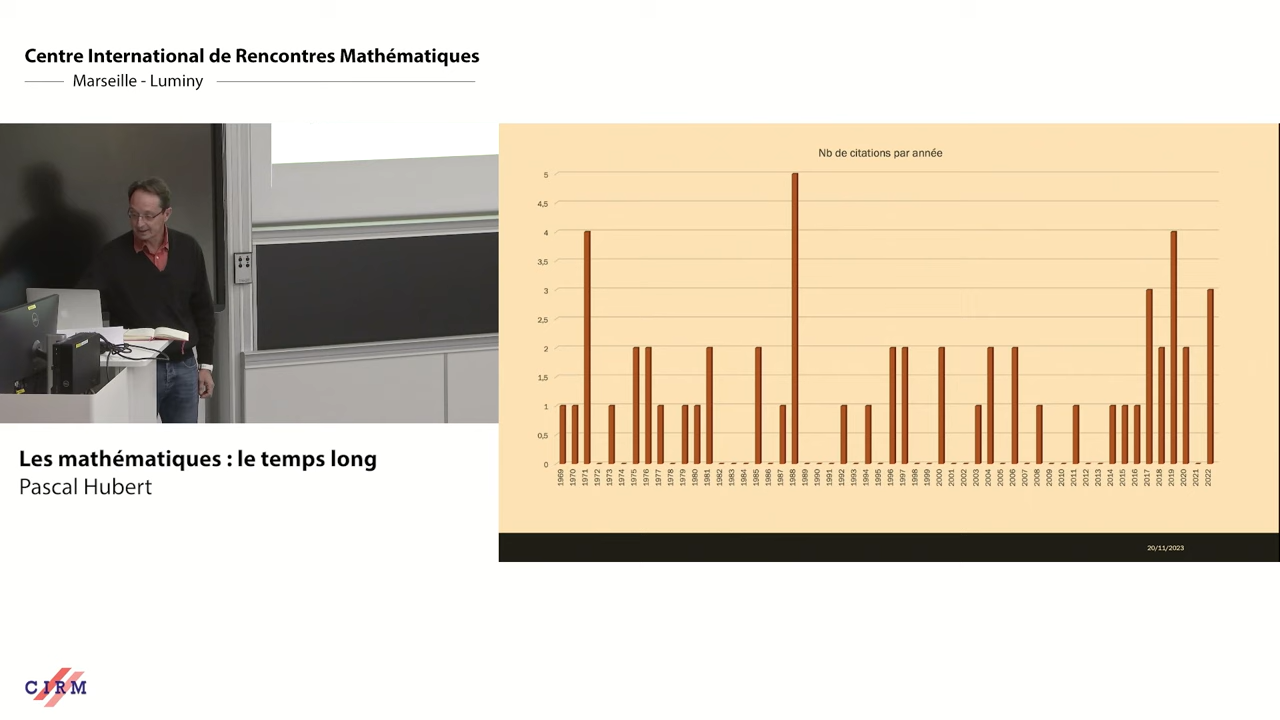 Centre International de Rencontres Mathématiques
Marseille - Luminy
Nb de citations par année
5
4,5
4
3,5
3
2,5
2
1,5
1
0,5
0
1969 1970 1971 1972 1973 1974 1975 1976 1977 1978 1979 1980 1981 1982 1983 1984 1985 1986 1987 1988 1989 1990 1991 1992 1993 1994 1995 1996 1997 1998 1999 2000 2001 2002 2003 2004 2005 2006 2007 2008 2009 2010 2011 2012 2013 2014 2015 2016 2017 2018 2019 2020 2021 2022
20/11/2023
Les mathématiques : le temps long
Pascal Hubert
CIRM